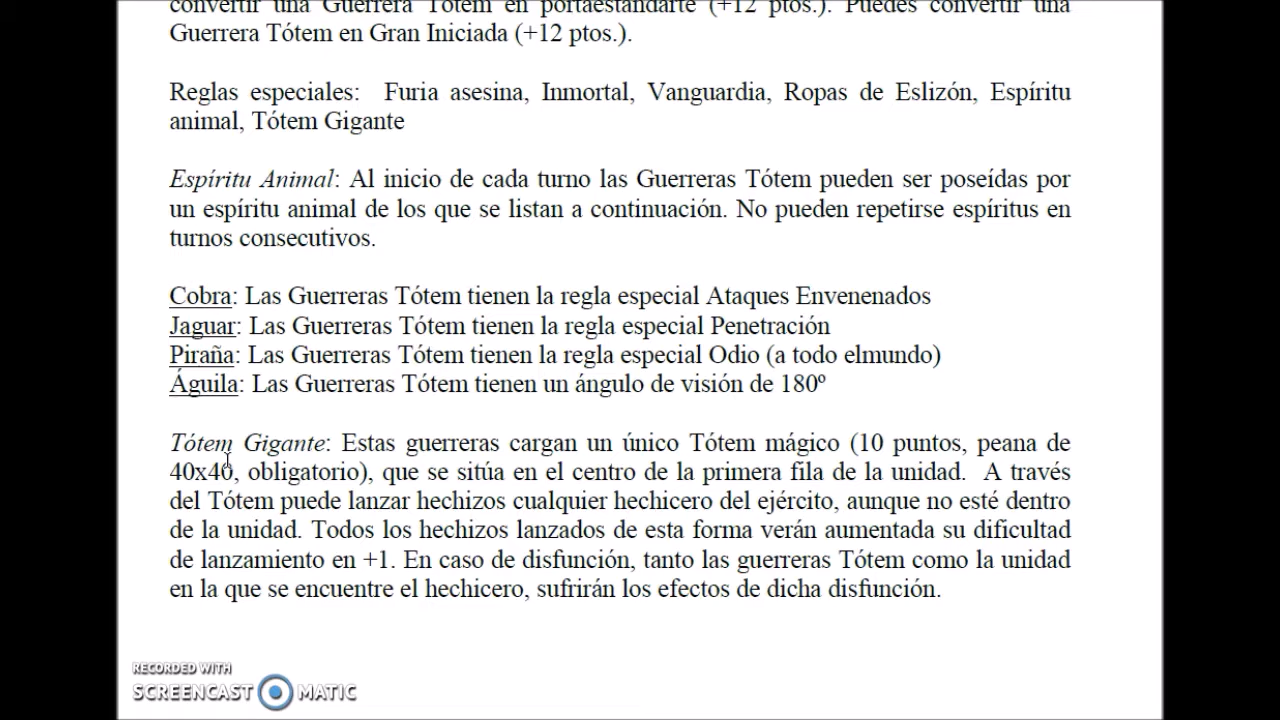 convertir una Guerrera Tótem en portaestandarte (+12 ptos.). Puedes convertir una
Guerrera Tótem en Gran Iniciada (+12 ptos.).
Reglas especiales: Furia asesina, Inmortal, Vanguardia, Ropas de Eslizón, Espíritu
animal, Tótem Gigante
Espíritu Animal: Al inicio de cada turno las Guerreras Tótem pueden ser poseídas por
un espíritu animal de los que se listan a continuación. No pueden repetirse espíritus en
turnos consecutivos.
Cobra: Las Guerreras Tótem tienen la regla especial Ataques Envenenados
Jaguar: Las Guerreras Tótem tienen la regla especial Penetración
Piraña: Las Guerreras Tótem tienen la regla especial Odio (a todo elmundo)
Águila: Las Guerreras Tótem tienen un ángulo de visión de 180º
Tótem Gigante: Estas guerreras cargan un único Tótem mágico (10 puntos, peana de
40x40, obligatorio), que se sitúa en el centro de la primera fila de la unidad. A través
del Tótem puede lanzar hechizos cualquier hechicero del ejército, aunque no esté dentro
de la unidad. Todos los hechizos lanzados de esta forma verán aumentada su dificultad
de lanzamiento en +1. En caso de disfunción, tanto las guerreras Tótem como la unidad
en la que se encuentre el hechicero, sufrirán los efectos de dicha disfunción.
RECORDED WITH
SCREENCAST MATIC